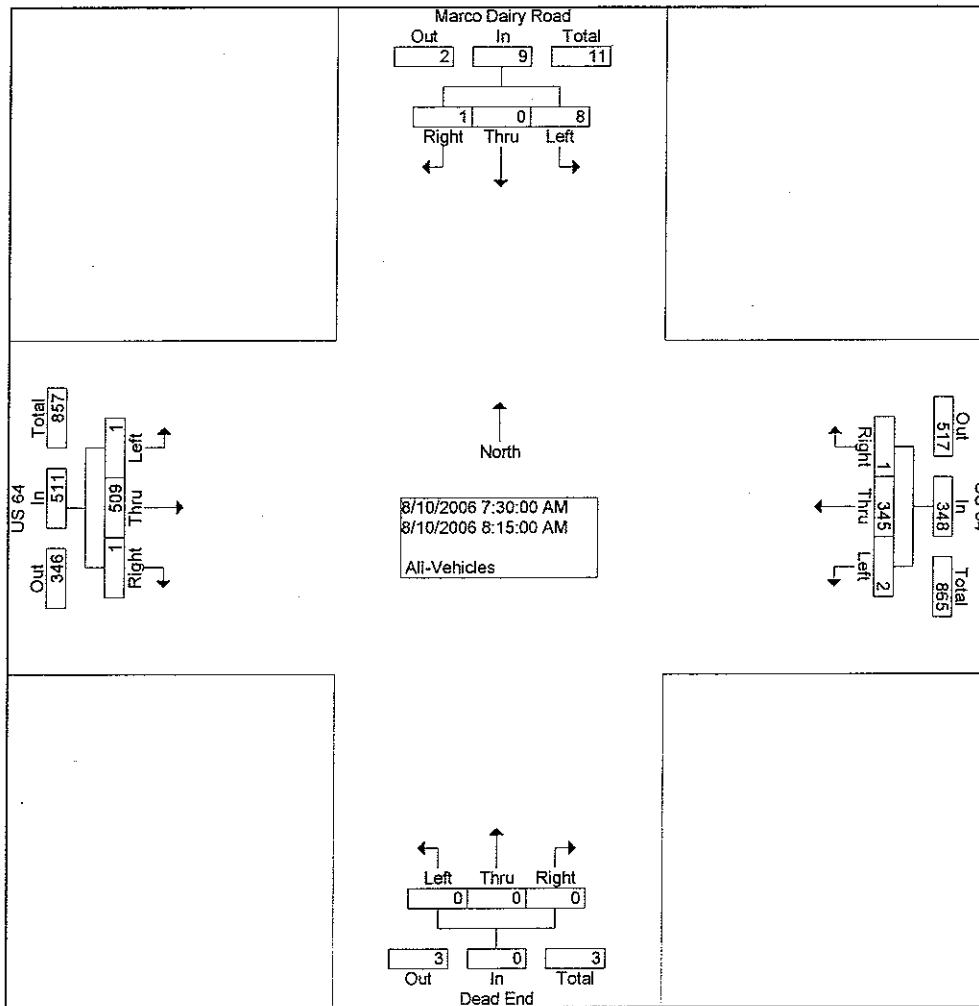 Marco Dairy Road
Out In Total
2 9 11
1 0 8
Right Thru Left
North
8/10/2006 7:30:00 AM
8/10/2006 8:15:00 AM
All-Vehicles
US 64
Out In Total
346 511 857
1 509 1
Left Thru Right
Out In Total
517 348 865
1 345 2
Right Thru Left
Left Thru Right
0 0 0
3 0 3
Out In Total
Dead End